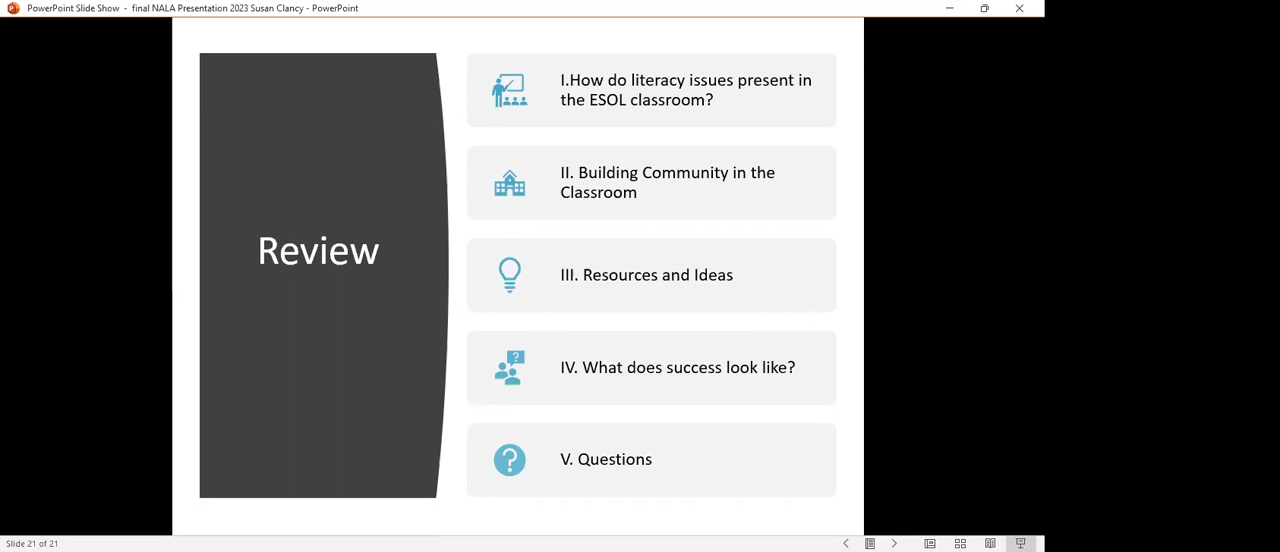 PowerPoint Slide Show - final NALA Presentation 2023 Susan Clancy - PowerPoint
Review
I.How do literacy issues present in
the ESOL classroom?
II. Building Community in the
Classroom
III. Resources and Ideas
IV. What does success look like?
V. Questions
Slide 21 of 21